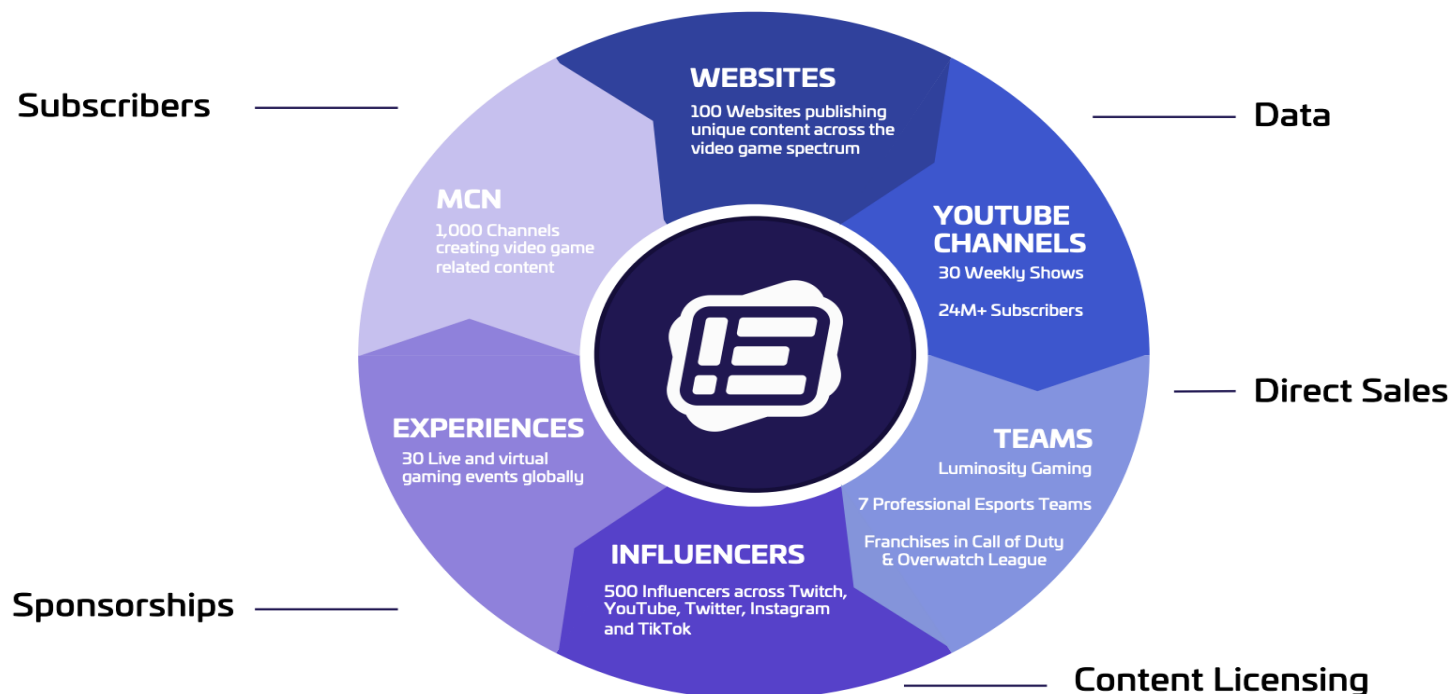 Subscribers
Data
Direct Sales
Sponsorships
Content Licensing
WEBSITES
100 Websites publishing
unique content across the
video game spectrum
YOUTUBE
CHANNELS
30 Weekly Shows
24M+ Subscribers
TEAMS
Luminosity Gaming
7 Professional Esports Teams
Franchises in Call of Duty
& Overwatch League
INFLUENCERS
500 Influencers across Twitch,
YouTube, Twitter, Instagram
and TikTok
EXPERIENCES
30 Live and virtual
gaming events globally
MCN
1,000 Channels
creating video game
related content